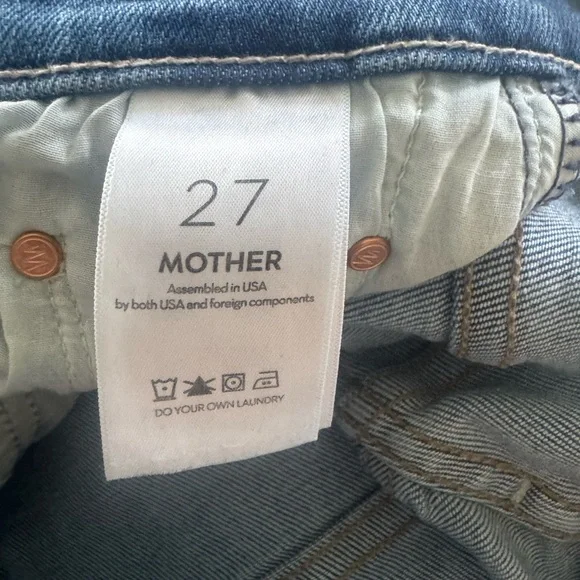 27
MOTHER
Assembled in USA
by both USA and foreign components
DO YOUR OWN LAUNDRY